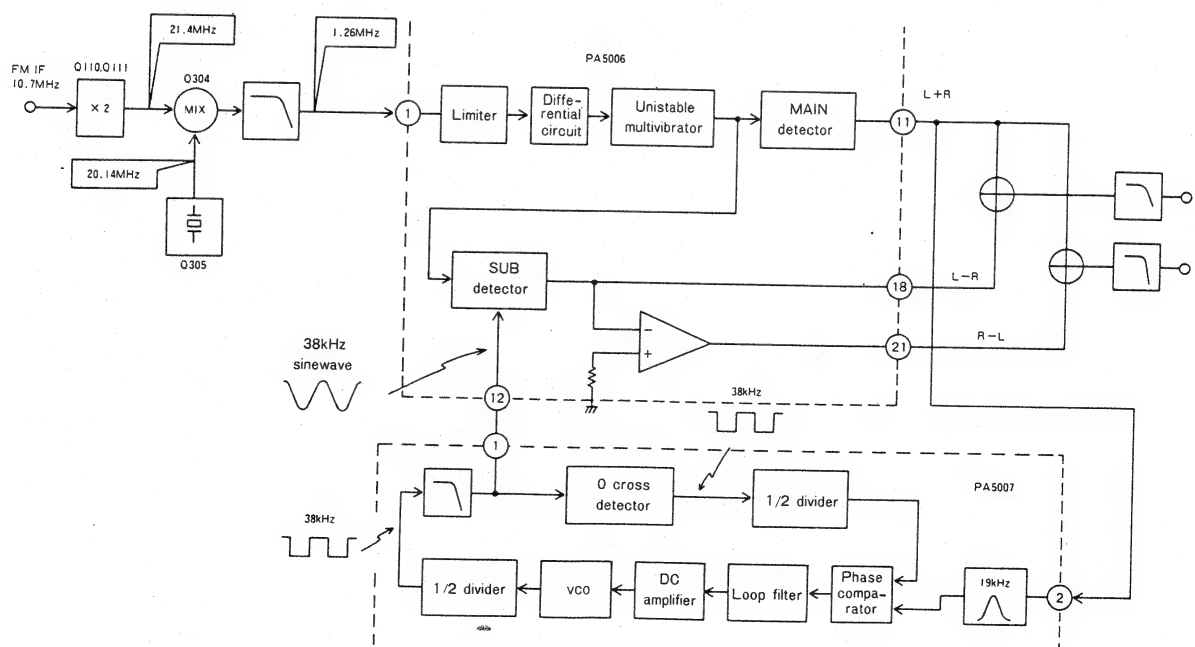 21.4MHz
1.26MHz
PA5006
FM IF
10.7MHz
Q110,Q111
× 2
Q304
MIX
20.14MHz
Q305
1
Limiter
Diffe-
rential
circuit
Unistable
multivibrator
MAIN
detector
11
L+R
SUB
detector
18
L−R
−
+
21
R−L
38kHz
sinewave
12
38kHz
1
PA5007
0 cross
detector
1/2 divider
38kHz
1/2 divider
VCO
DC
amplifier
Loop filter
Phase
compa-
rator
19kHz
2